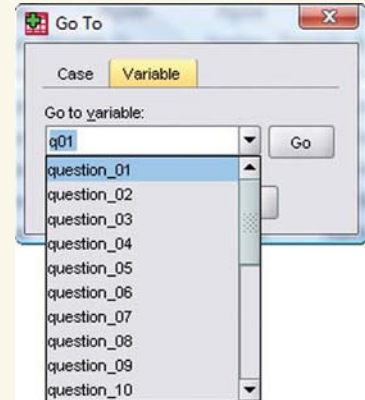 Go To
Case Variable
Go to variable:
q01 Go
question_01
question_02
question_03
question_04
question_05
question_06
question_07
question_08
question_09
question_10